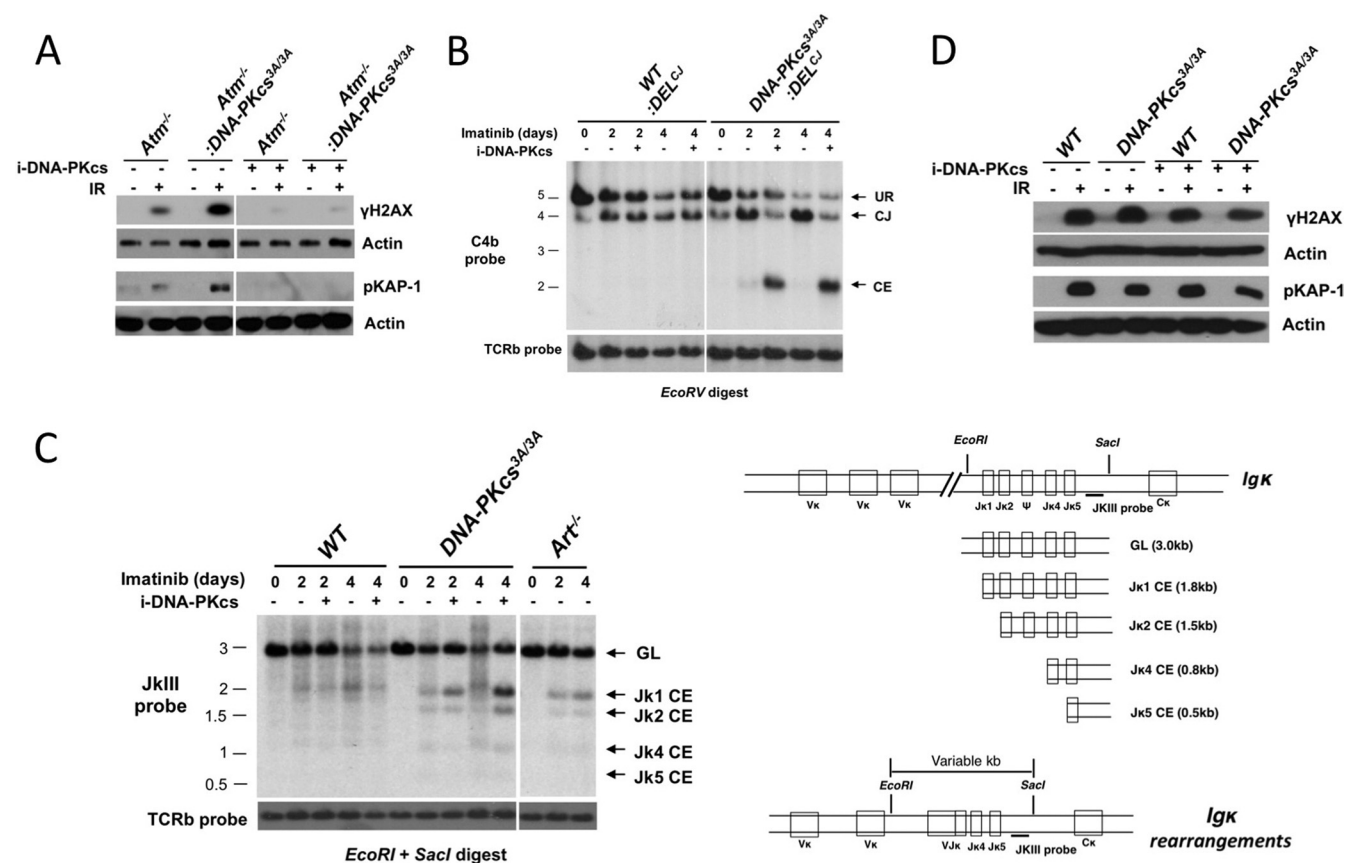 A
Atm-/-
Atm-/- :DNA-PKcs3A/3A
Atm-/-
Atm-/- :DNA-PKcs3A/3A
i-DNA-PKcs - - - - + + + +
IR - + - + - + - +
γH2AX
Actin
pKAP-1
Actin
B
WT :DELCJ
DNA-PKcs3A/3A :DELCJ
Imatinib (days) 0 2 2 4 4 0 2 2 4 4
i-DNA-PKcs - - + - + - - + - +
5
4
3
2
C4b probe
UR
CJ
CE
TCRb probe
EcoRV digest
D
WT
DNA-PKcs3A/3A
WT
DNA-PKcs3A/3A
i-DNA-PKcs - - - - + + + +
IR - + - + - + - +
γH2AX
Actin
pKAP-1
Actin
C
WT
DNA-PKcs3A/3A
Art-/-
Imatinib (days) 0 2 2 4 4 0 2 2 4 4 0 2 4
i-DNA-PKcs - - + - + - - + - + - - -
JkIII probe
3
2
1.5
1
0.5
GL
Jk1 CE
Jk2 CE
Jk4 CE
Jk5 CE
TCRb probe
EcoRI + SacI digest
EcoRI SacI
Igκ
Vκ Vκ Vκ Jκ1 Jκ2 Ψ Jκ4 Jκ5 JKIII probe Cκ
GL (3.0kb)
Jκ1 CE (1.8kb)
Jκ2 CE (1.5kb)
Jκ4 CE (0.8kb)
Jκ5 CE (0.5kb)
Variable kb
EcoRI SacI
Igκ
rearrangements
Vκ Vκ VJκ Jκ4 Jκ5 JKIII probe Cκ